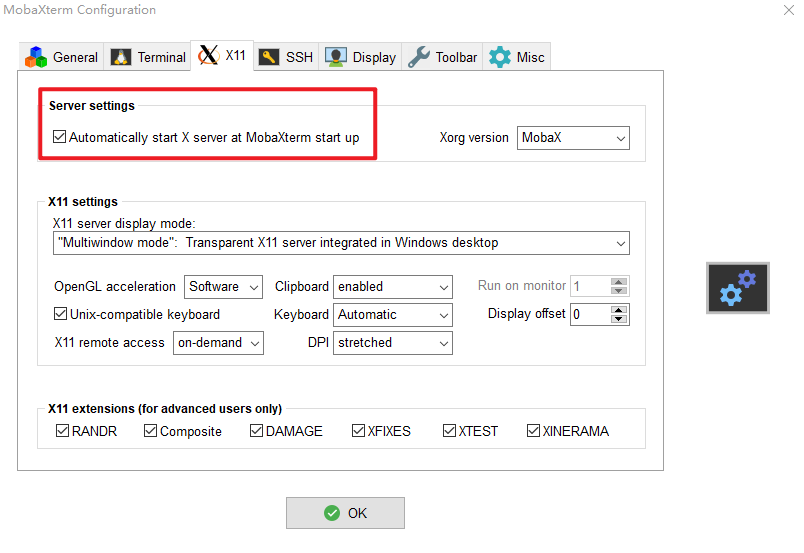 MobaXterm Configuration
General Terminal X11 SSH Display Toolbar Misc
Server settings
Automatically start X server at MobaXterm start up Xorg version MobaX
X11 settings
X11 server display mode:
"Multiwindow mode": Transparent X11 server integrated in Windows desktop
OpenGL acceleration Software Clipboard enabled Run on monitor 1
Unix-compatible keyboard Keyboard Automatic Display offset 0
X11 remote access on-demand DPI stretched
X11 extensions (for advanced users only)
RANDR Composite DAMAGE XFIXES XTEST XINERAMA
OK